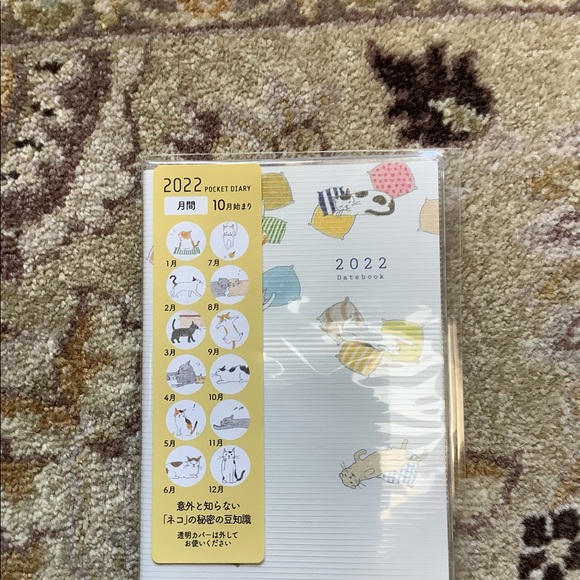 2022 POCKET DIARY
月間 10月始まり
1月 7月
2月 8月
3月 9月
4月 10月
5月 11月
6月 12月
意外と知らない
「ネコ」の秘密の豆知識
透明カバーは外して
お使いください
2022
Datebook